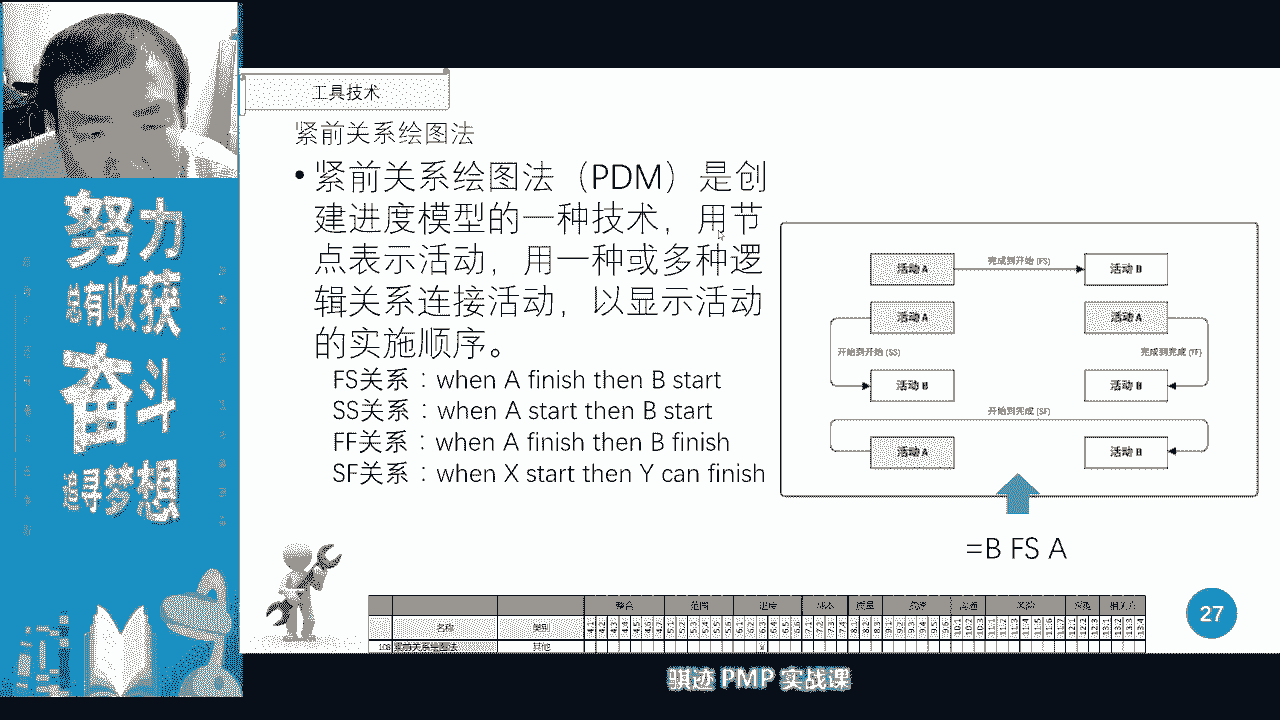 工具技术
紧前关系绘图法
• 紧前关系绘图法（PDM）是创
建进度模型的一种技术，用节
点表示活动，用一种或多种逻
辑关系连接活动，以显示活动
的实施顺序。
FS关系：when A finish then B start
SS关系：when A start then B start
FF关系：when A finish then B finish
SF关系：when X start then Y can finish
活动 A
完成到开始 (FS)
活动 B
活动 A
活动 A
开始到开始 (SS)
完成到完成 (FF)
活动 B
活动 B
开始到完成 (SF)
活动 A
活动 B
=B FS A
努力
总有收获
奋斗
追寻梦想
整合 范围 进度 成本 质量 资源 沟通 风险 采购 相关方
名称 类别
108 紧前关系绘图法 其他
27
骐迹 PMP 实战课